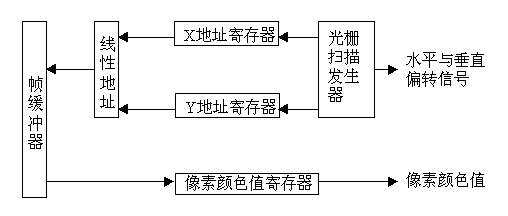 帧缓冲器
线性地址
X地址寄存器
Y地址寄存器
光栅
扫描
发生
器
水平与垂直
偏转信号
像素颜色值寄存器
像素颜色值